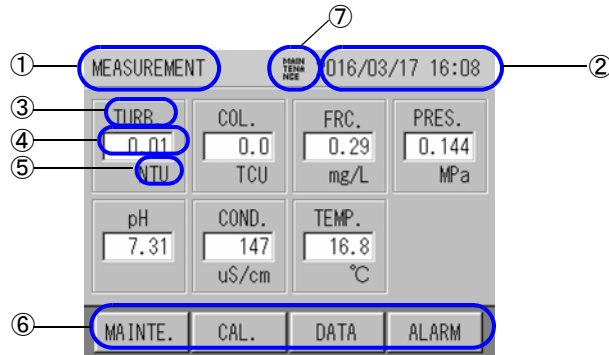 ⑦
① MEASUREMENT MAIN TENA NCE 2016/03/17 16:08 ②
③ TURB. COL. FRC. PRES.
④ 0.01 0.0 0.29 0.144
⑤ NTU TCU mg/L MPa
pH COND. TEMP.
7.31 147 16.8
uS/cm ℃
⑥ MAINTE. CAL. DATA ALARM